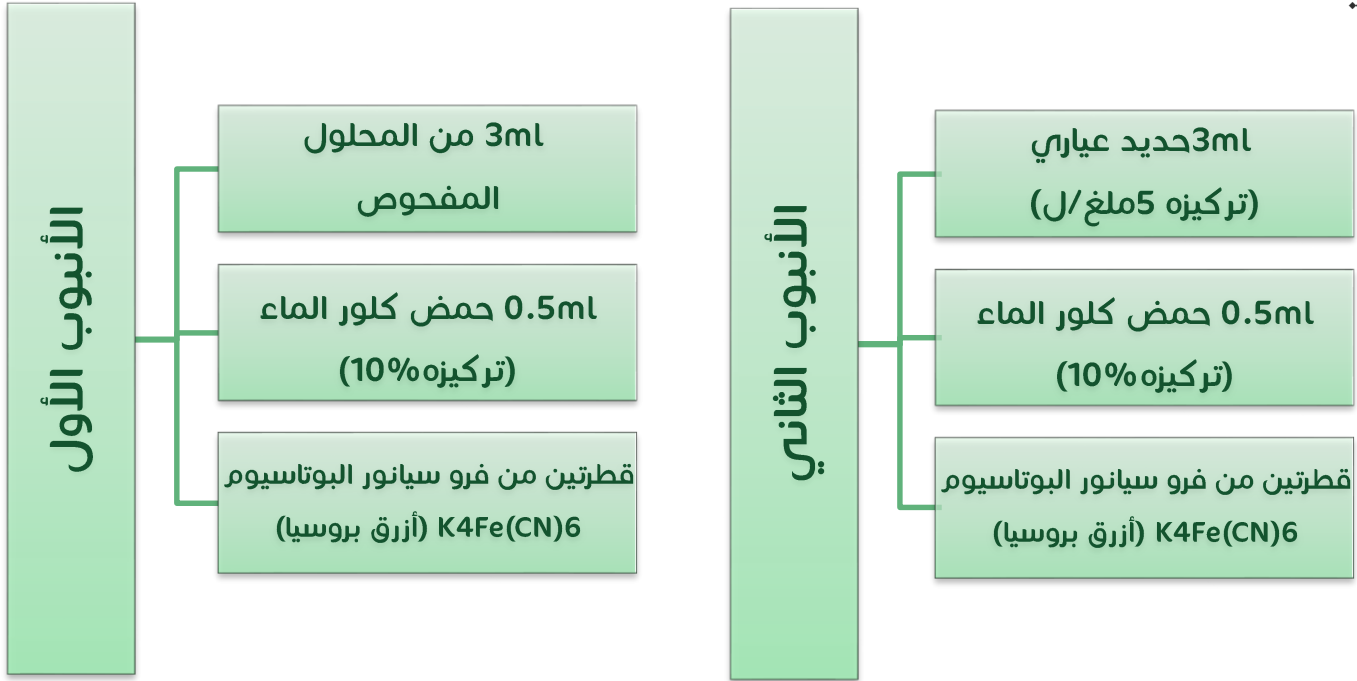 الأنبوب الأول
3ml من المحلول
المفحوص
0.5ml حمض كلور الماء
(تركيزه10%)
قطرتين من فرو سيانور البوتاسيوم
K4Fe(CN)6 (أزرق بروسيا)
الأنبوب الثاني
3mlحديد عياري
(تركيزه 5ملغ/ل)
0.5ml حمض كلور الماء
(تركيزه10%)
قطرتين من فرو سيانور البوتاسيوم
K4Fe(CN)6 (أزرق بروسيا)